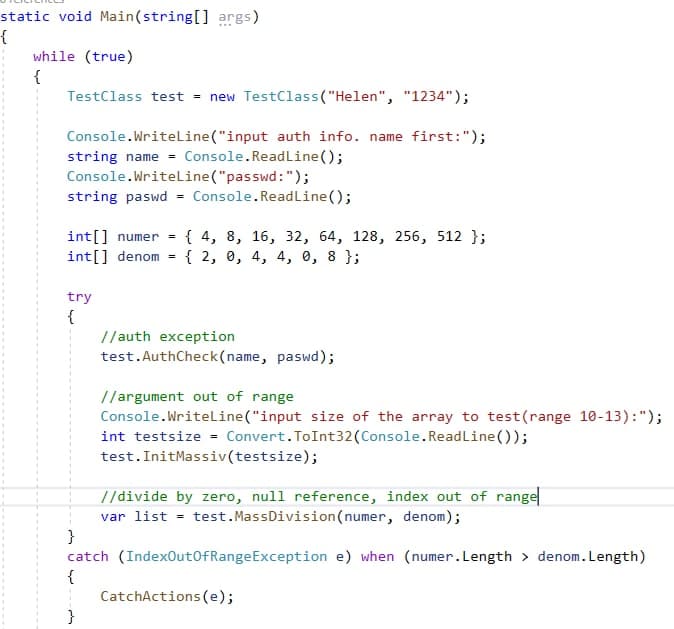 static void Main(string[] args)
{
while (true)
{
TestClass test = new TestClass("Helen", "1234");
Console.WriteLine("input auth info. name first:");
string name = Console.ReadLine();
Console.WriteLine("passwd:");
string paswd = Console.ReadLine();
int[] numer = { 4, 8, 16, 32, 64, 128, 256, 512 };
int[] denom = { 2, 0, 4, 4, 0, 8 };
try
{
//auth exception
test.AuthCheck(name, paswd);
//argument out of range
Console.WriteLine("input size of the array to test(range 10-13):");
int testsize = Convert.ToInt32(Console.ReadLine());
test.InitMassiv(testsize);
//divide by zero, null reference, index out of range
var list = test.MassDivision(numer, denom);
}
catch (IndexOutOfRangeException e) when (numer.Length > denom.Length)
{
CatchActions(e);
}